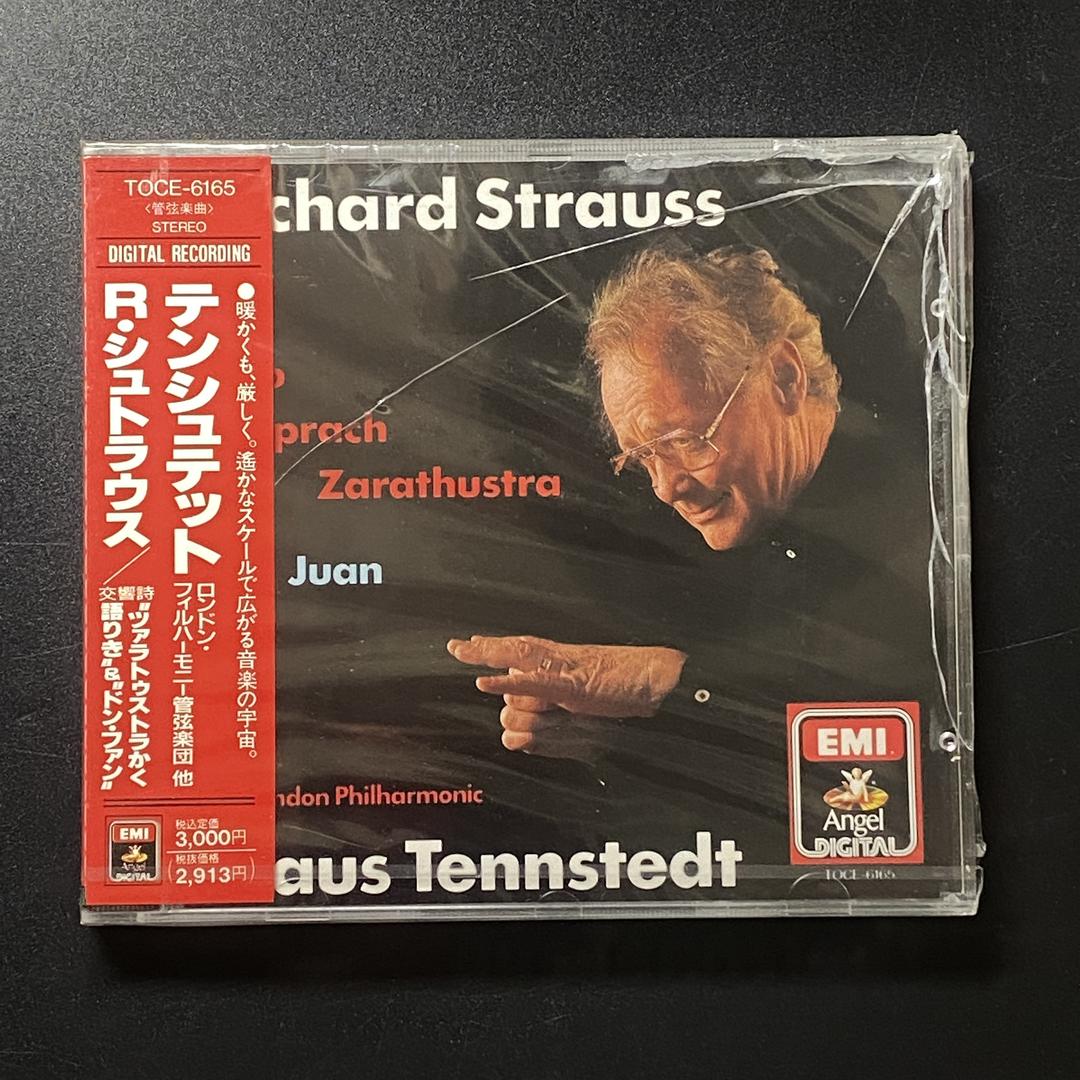 TOCE-6165
〈管弦楽曲〉
STEREO
DIGITAL RECORDING
●暖かくも、厳しく。遙かなスケールで広がる音楽の宇宙。
テンシュテット
ロンドン・
フィルハーモニー管弦楽団 他
R・シュトラウス／
交響詩
"ツァラトゥストラかく
語りき"&"ドン・ファン"
EMI
Angel
DIGITAL
税込定価
3,000円
税抜価格
(2,913円)
chard Strauss
prach
Zarathustra
Juan
ndon Philharmonic
aus Tennstedt
EMI
Angel
DIGITAL
TOCE-6165